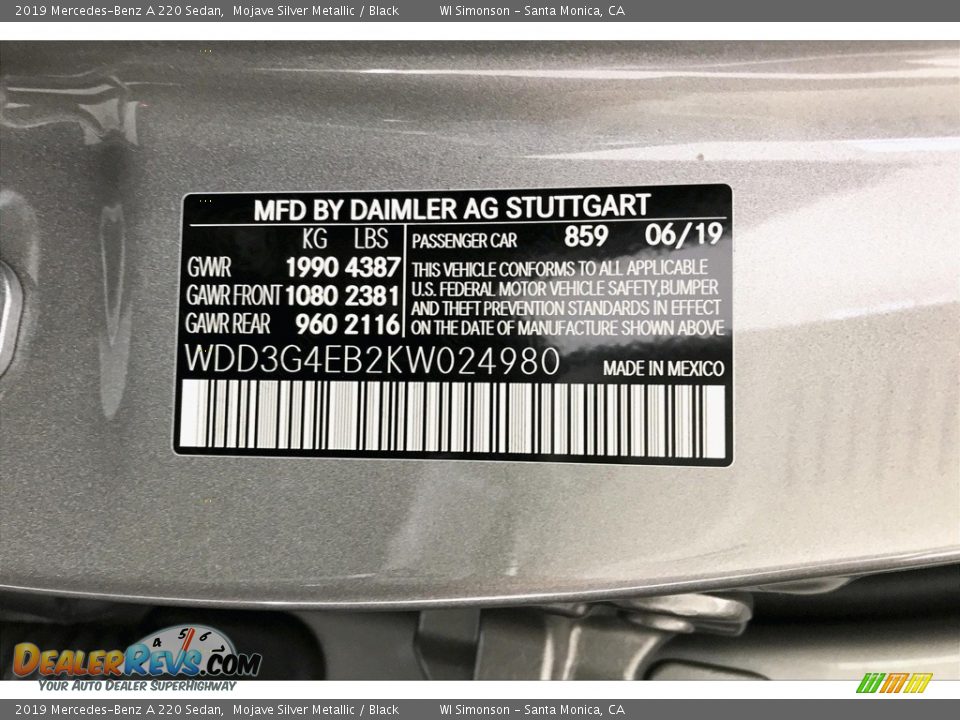 2019 Mercedes-Benz A 220 Sedan, Mojave Silver Metallic / Black WI Simonson - Santa Monica, CA
MFD BY DAIMLER AG STUTTGART
KG LBS
GWR 1990 4387
GAWR FRONT 1080 2381
GAWR REAR 960 2116
PASSENGER CAR 859 06/19
THIS VEHICLE CONFORMS TO ALL APPLICABLE
U.S. FEDERAL MOTOR VEHICLE SAFETY,BUMPER
AND THEFT PREVENTION STANDARDS IN EFFECT
ON THE DATE OF MANUFACTURE SHOWN ABOVE
WDD3G4EB2KW024980 MADE IN MEXICO
4 5 6
DEALERREVS.COM
YOUR AUTO DEALER SUPERHIGHWAY
2019 Mercedes-Benz A 220 Sedan, Mojave Silver Metallic / Black WI Simonson - Santa Monica, CA